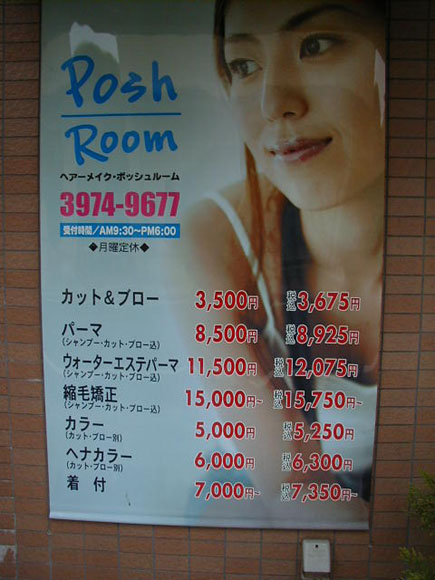 Posh
Room
ヘアーメイク・ポッシュルーム
3974-9677
受付時間/AM9:30~PM6:00
◆月曜定休◆
カット&ブロー 3,500円 税込3,675円
パーマ 8,500円 税込8,925円
(シャンプー・カット・ブロー込)
ウォーターエステパーマ 11,500円 税込12,075円
(シャンプー・カット・ブロー込)
縮毛矯正 15,000円~ 税込15,750円~
(シャンプー・カット・ブロー込)
カラー 5,000円 税込5,250円
(カット・ブロー別)
ヘナカラー 6,000円 税込6,300円
(カット・ブロー別)
着付 7,000円~ 税込7,350円~